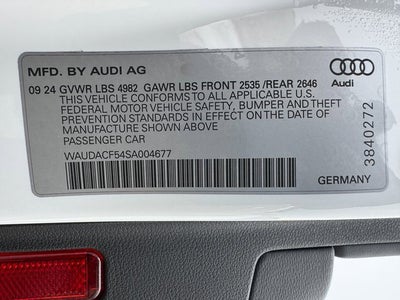 MFD. BY AUDI AG
Audi
09 24 GVWR LBS 4982 GAWR LBS FRONT 2535 /REAR 2646
THIS VEHICLE CONFORMS TO ALL APPLICABLE U.S.
FEDERAL MOTOR VEHICLE SAFETY, BUMPER AND THEFT
PREVENTION STANDARDS IN EFFECT ON THE DATE OF
MANUFACTURE SHOWN ABOVE
PASSENGER CAR
WAUDACF54SA004677
GERMANY
3840272